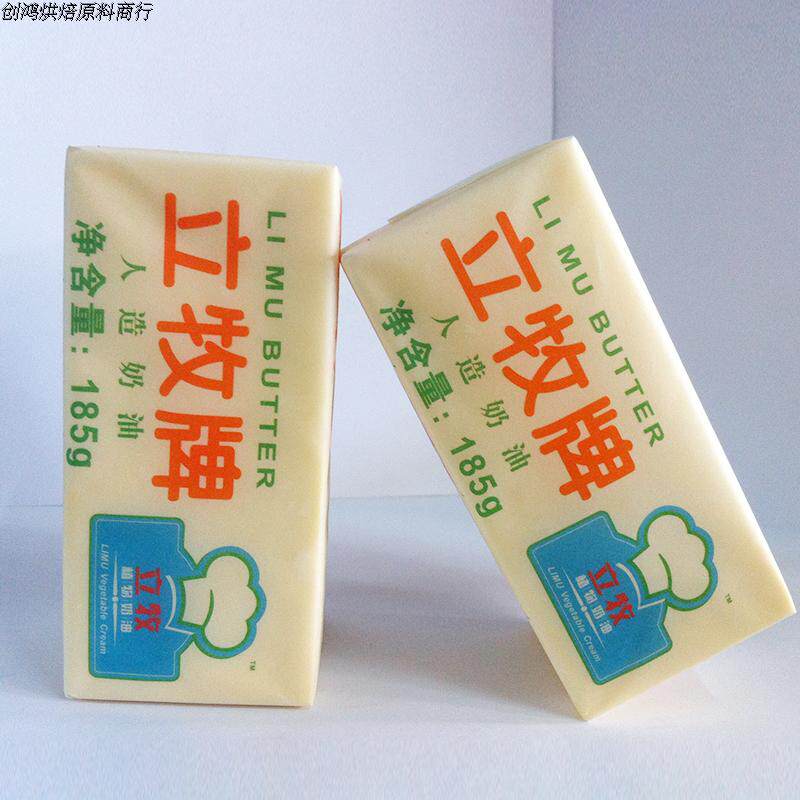 创鸿烘焙原料商行
LI MU BUTTER
立牧牌
人造奶油
净含量：185g
立牧
植物奶油
LIMU Vegetable Cream
TM
LI MU BUTTER
立牧牌
人造奶油
净含量：185g
立牧
植物奶油
LIMU Vegetable Cream
TM